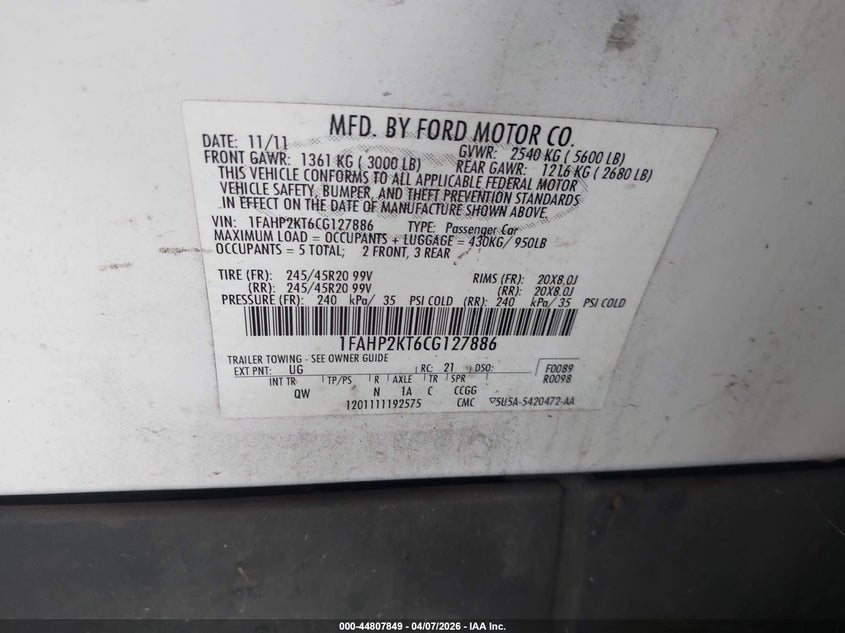 MFD. BY FORD MOTOR CO.
DATE: 11/11 GVWR: 2540 KG ( 5600 LB)
FRONT GAWR: 1361 KG ( 3000 LB) REAR GAWR: 1216 KG ( 2680 LB)
THIS VEHICLE CONFORMS TO ALL APPLICABLE FEDERAL MOTOR
VEHICLE SAFETY, BUMPER, AND THEFT PREVENTION STANDARDS
IN EFFECT ON THE DATE OF MANUFACTURE SHOWN ABOVE.
VIN: 1FAHP2KT6CG127886 TYPE: Passenger Car
MAXIMUM LOAD = OCCUPANTS + LUGGAGE = 430KG/ 950LB
OCCUPANTS = 5 TOTAL; 2 FRONT, 3 REAR
TIRE (FR): 245/45R20 99V RIMS (FR): 20X8.0J
(RR): 245/45R20 99V (RR): 20X8.0J
PRESSURE (FR): 240 kPa/ 35 PSI COLD (RR): 240 kPa/ 35 PSI COLD
1FAHP2KT6CG127886
TRAILER TOWING - SEE OWNER GUIDE
EXT PNT: UG RC: 21 DSO: F0089
R0098
INT TR TP/PS R AXLE TR SPR
QW N 1A C CCGG
1201111192575 CMC 5U5A-5420472-AA
000-44807849 - 04/07/2026 - IAA Inc.